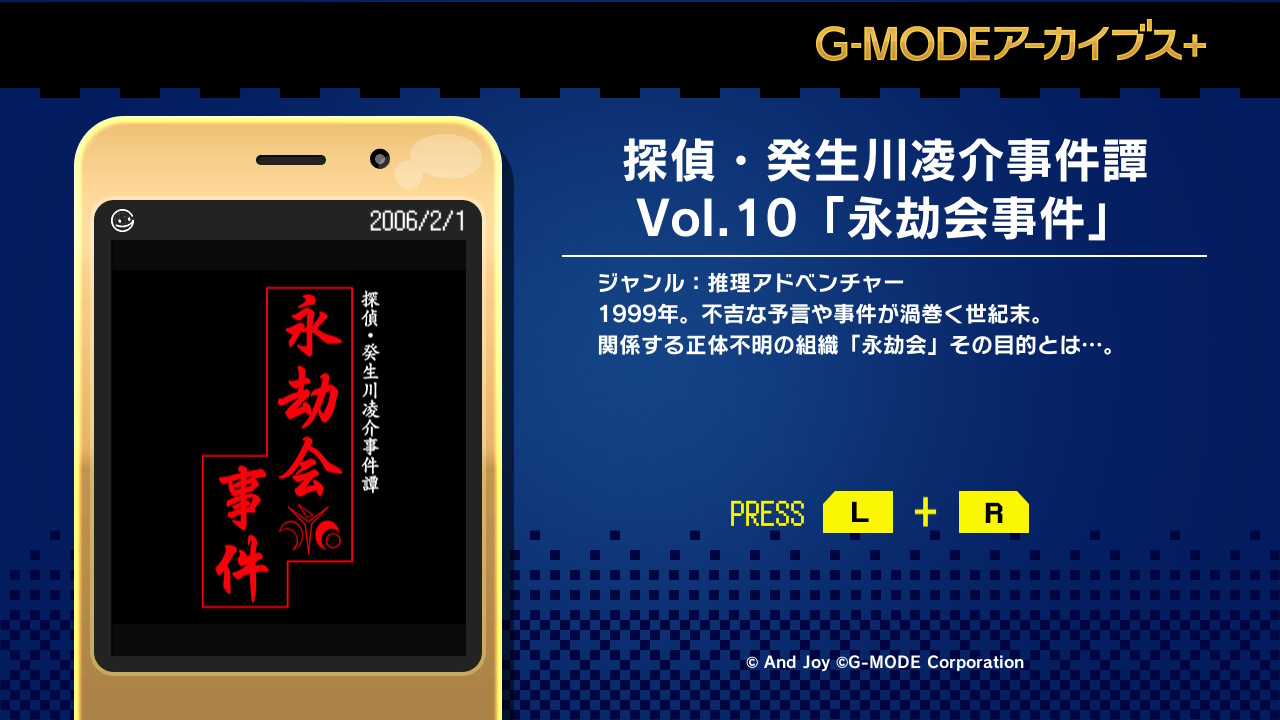 G-MODEアーカイブス+
2006/2/1
探偵・癸生川凌介事件譚
永劫会
事件
探偵・癸生川凌介事件譚
Vol.10「永劫会事件」
ジャンル：推理アドベンチャー
1999年。不吉な予言や事件が渦巻く世紀末。
関係する正体不明の組織「永劫会」その目的とは…。
PRESS L + R
© And Joy ©G-MODE Corporation